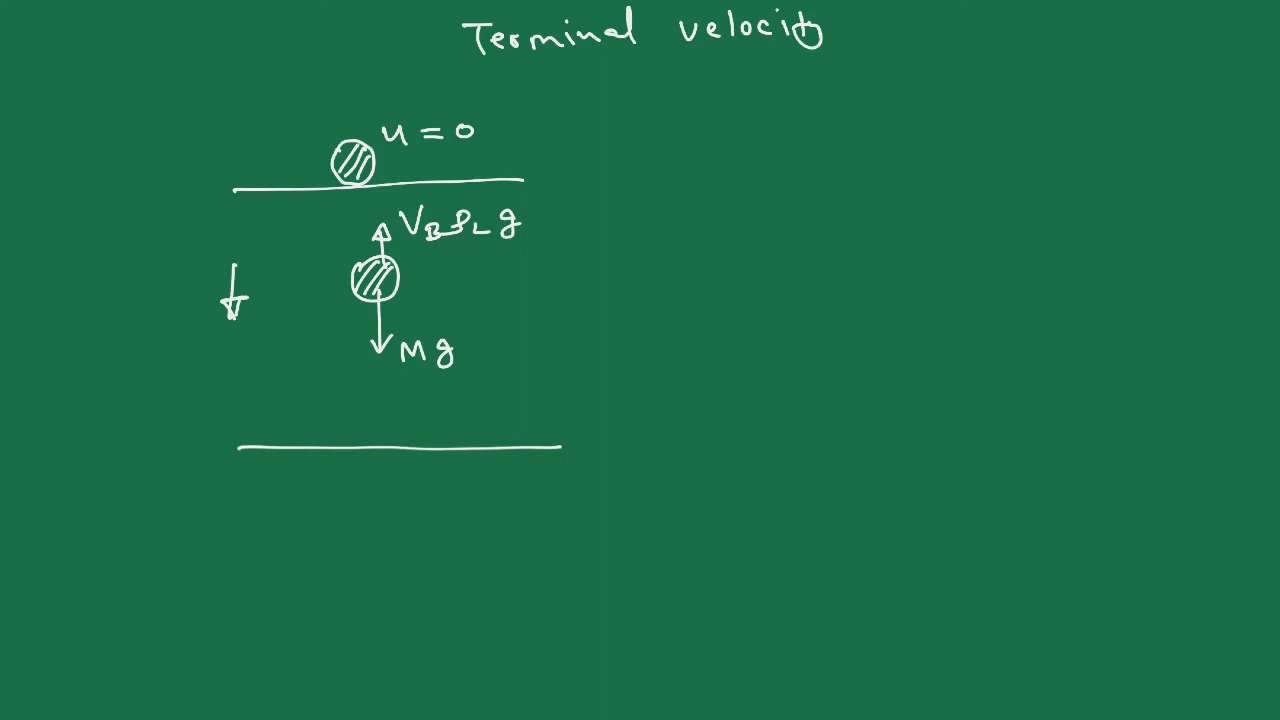 Terminal velocity
u = 0
V_B ρ_L g
Mg